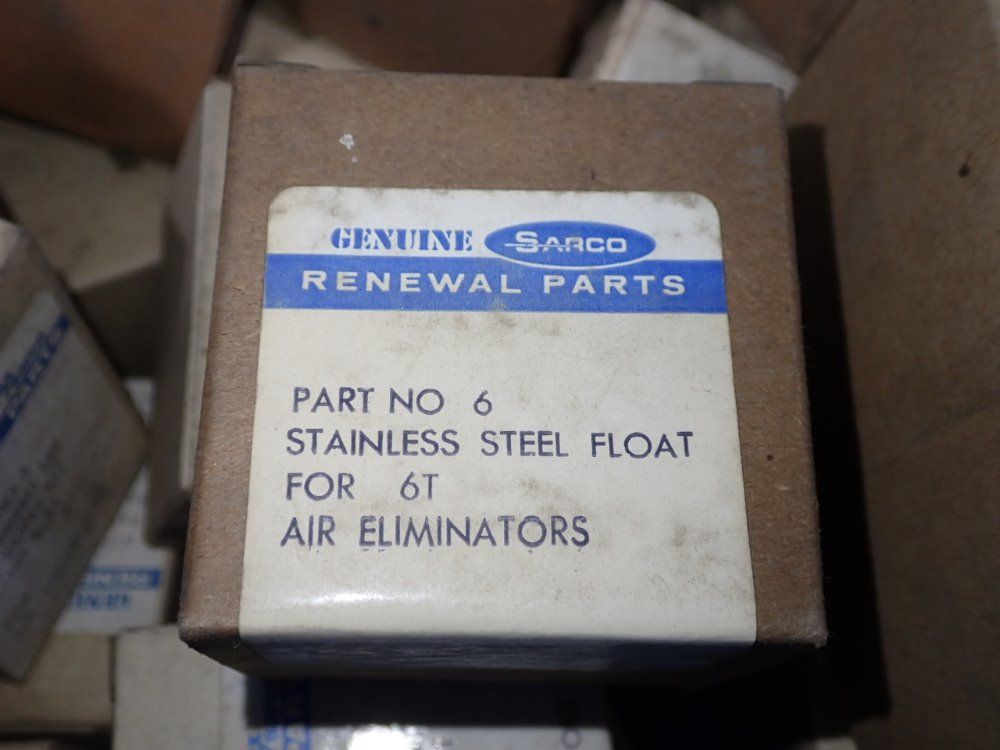 GENUINE SARCO
RENEWAL PARTS
PART NO 6
STAINLESS STEEL FLOAT
FOR 6T
AIR ELIMINATORS